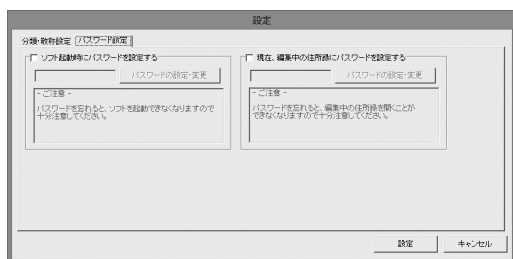 設定
分類・敬称設定 パスワード設定
ソフト起動時にパスワードを設定する
パスワードの設定・変更
- ご注意 -
パスワードを忘れると、ソフトを起動できなくなりますので
十分注意してください。
現在、編集中の住所録にパスワードを設定する
パスワードの設定・変更
- ご注意 -
パスワードを忘れると、編集中の住所録を開くことが
できなくなりますので十分注意してください。
設定 キャンセル